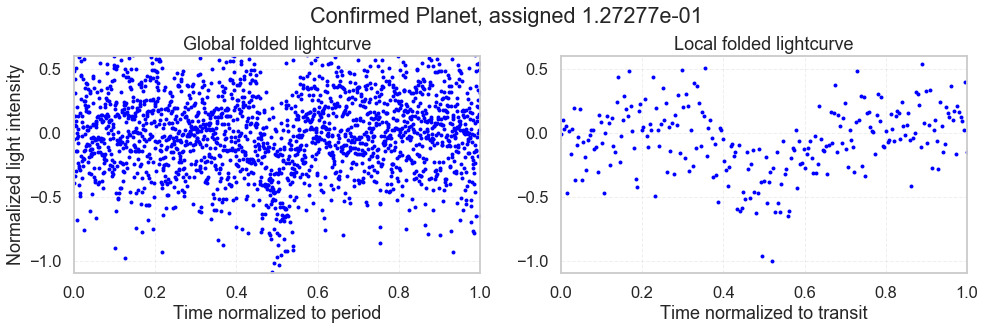 Confirmed Planet, assigned 1.27277e-01
Global folded lightcurve
Normalized light intensity
0.5
0.0
−0.5
−1.0
0.0 0.2 0.4 0.6 0.8 1.0
Time normalized to period
Local folded lightcurve
0.5
0.0
−0.5
−1.0
0.0 0.2 0.4 0.6 0.8 1.0
Time normalized to transit